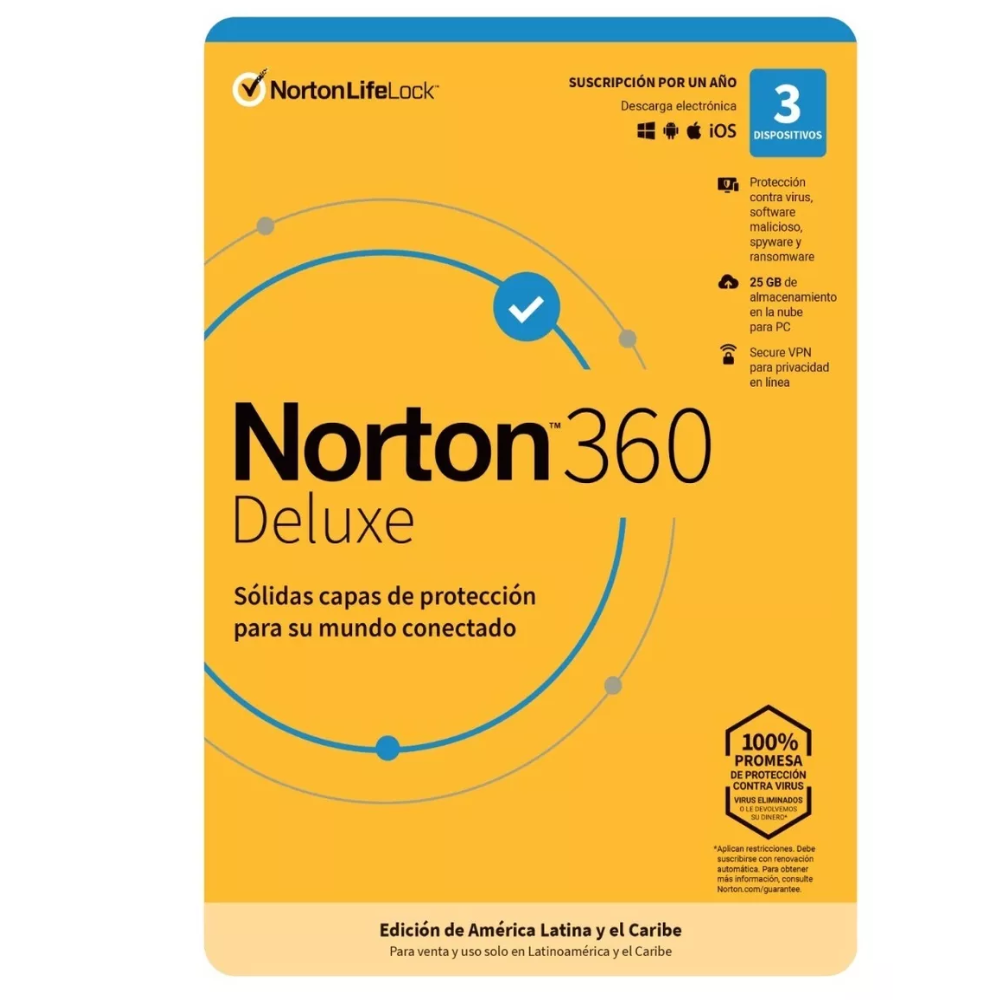 NortonLifeLock™
SUSCRIPCIÓN POR UN AÑO
Descarga electrónica
iOS
3
DISPOSITIVOS
Protección
contra virus,
software
malicioso,
spyware y
ransomware
25 GB de
almacenamiento
en la nube
para PC
Secure VPN
para privacidad
en línea
Norton™ 360
Deluxe
Sólidas capas de protección
para su mundo conectado
100%
PROMESA
DE PROTECCIÓN
CONTRA VIRUS
VIRUS ELIMINADOS
O LE DEVOLVEMOS
SU DINERO*
*Aplican restricciones. Debe
suscribirse con renovación
automática. Para obtener
más información, consulte
Norton.com/guarantee.
Edición de América Latina y el Caribe
Para venta y uso solo en Latinoamérica y el Caribe